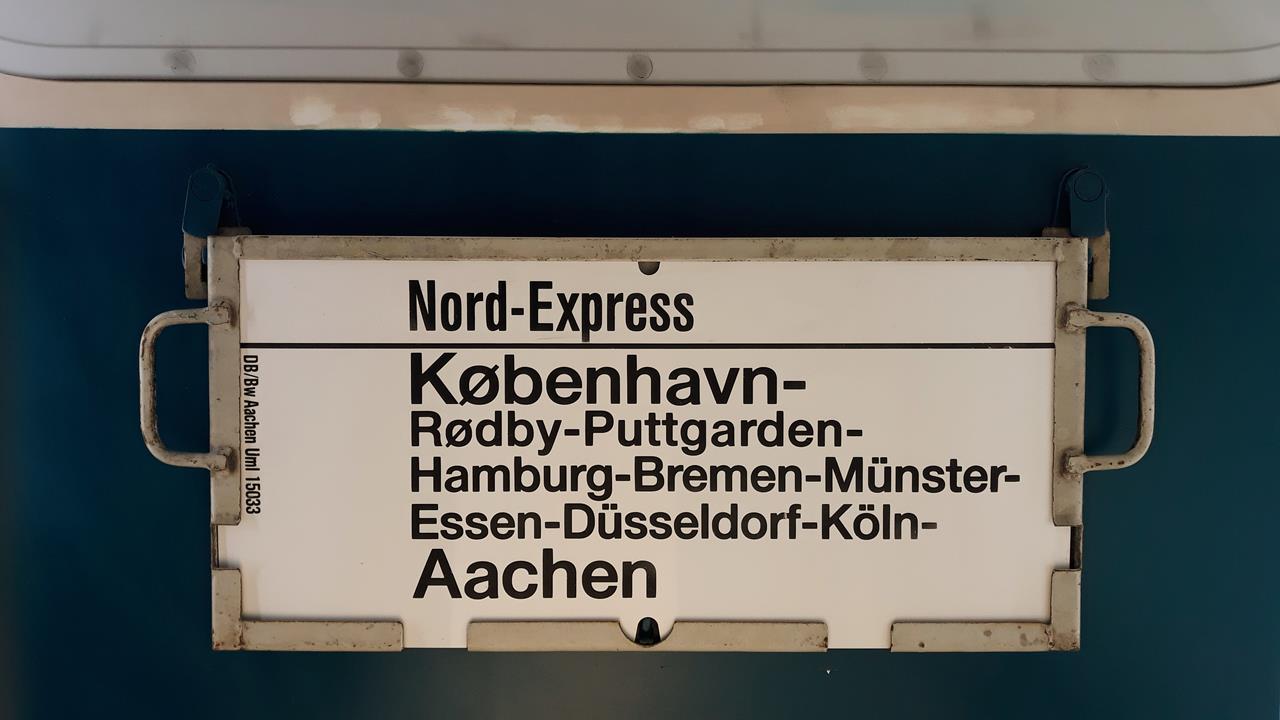 Nord-Express
København-
Rødby-Puttgarden-
Hamburg-Bremen-Münster-
Essen-Düsseldorf-Köln-
Aachen
DB/Bw Aachen Uml 15033